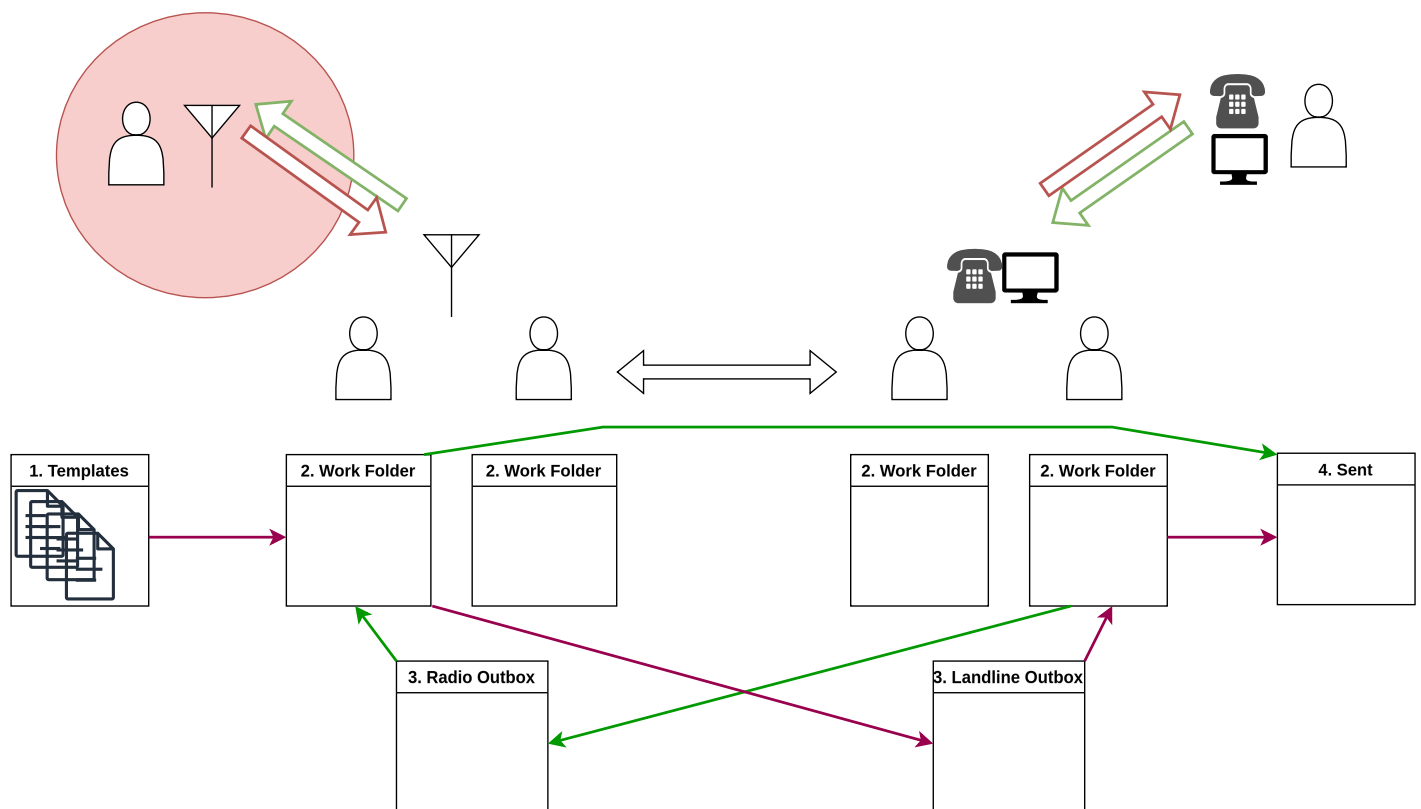 1. Templates
2. Work Folder
2. Work Folder
2. Work Folder
2. Work Folder
4. Sent
3. Radio Outbox
3. Landline Outbox